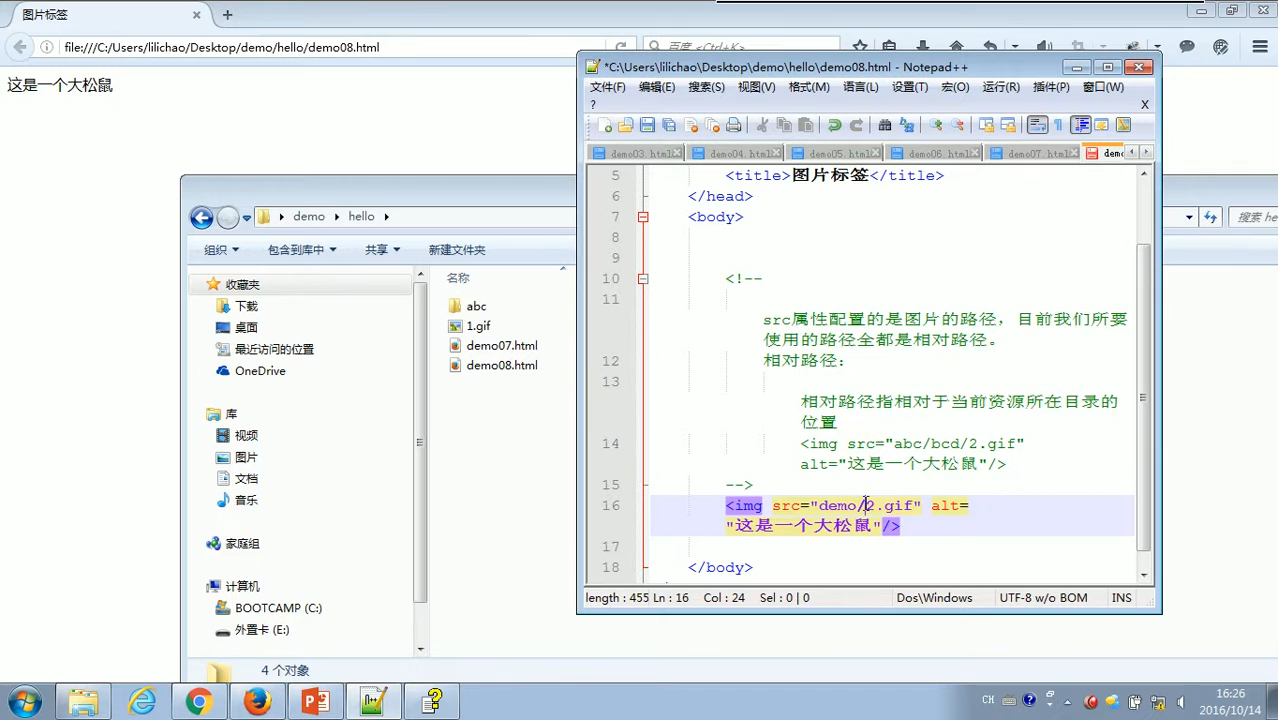 图片标签
file:///C:/Users/lilichao/Desktop/demo/hello/demo08.html
百度 <Ctrl+K>
这是一个大松鼠
*C:\Users\lilichao\Desktop\demo\hello\demo08.html - Notepad++
文件(F) 编辑(E) 搜索(S) 视图(V) 格式(M) 语言(L) 设置(T) 宏(O) 运行(R) 插件(P) 窗口(W)
? X
demo03.html demo04.html demo05.html demo06.html demo07.html demo
5 <title>图片标签</title>
6 </head>
7 <body>
8
9
10 <!--
11
src属性配置的是图片的路径，目前我们所要
使用的路径全都是相对路径。
12 相对路径：
13
相对路径指相对于当前资源所在目录的
位置
14 <img src="abc/bcd/2.gif"
alt="这是一个大松鼠"/>
15 -->
16 <img src="demo/2.gif" alt=
"这是一个大松鼠"/>
17
18 </body>
length : 455 Ln : 16 Col : 24 Sel : 0 | 0 Dos\Windows UTF-8 w/o BOM INS
demo hello
搜索 he
组织 包含到库中 共享 新建文件夹
收藏夹
下载
桌面
最近访问的位置
OneDrive
库
视频
图片
文档
音乐
家庭组
计算机
BOOTCAMP (C:)
外置卡 (E:)
名称
abc
1.gif
demo07.html
demo08.html
4 个对象
CH
16:26
2016/10/14